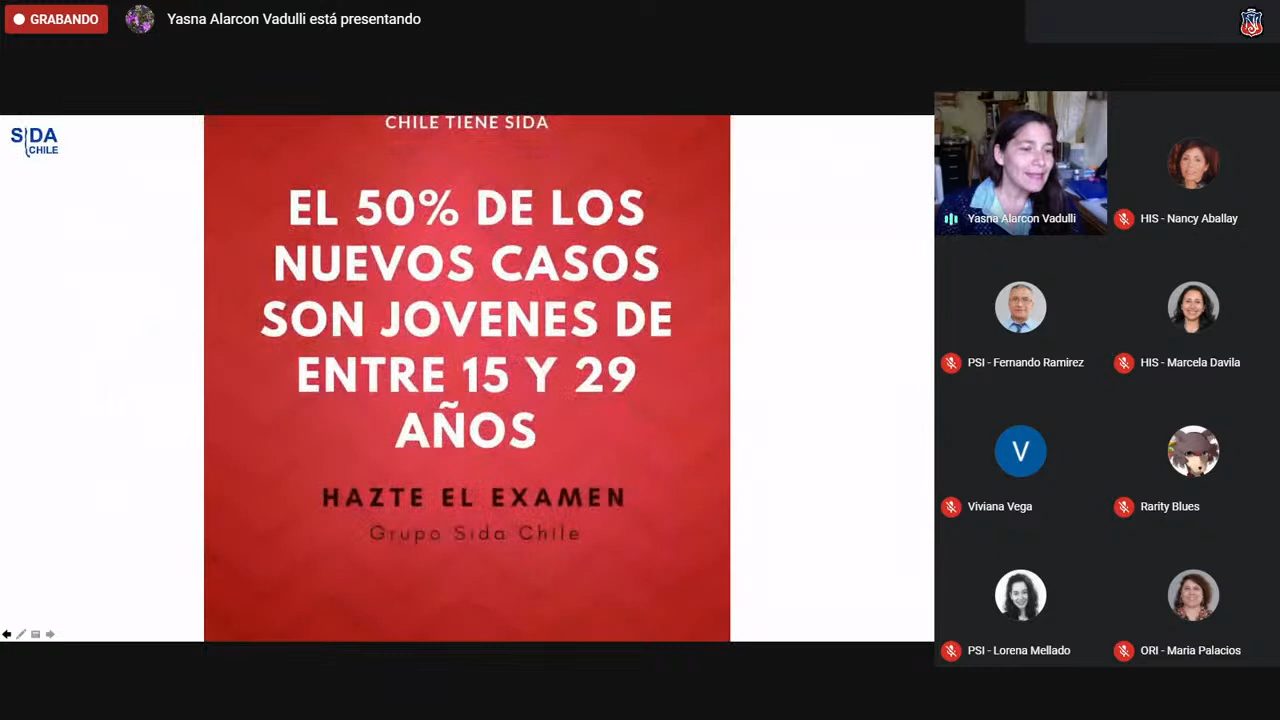 GRABANDO
Yasna Alarcon Vadulli está presentando
SIDA
CHILE
CHILE TIENE SIDA
EL 50% DE LOS
NUEVOS CASOS
SON JOVENES DE
ENTRE 15 Y 29
AÑOS
HAZTE EL EXAMEN
Grupo Sida Chile
Yasna Alarcon Vadulli
HIS - Nancy Aballay
PSI - Fernando Ramirez
HIS - Marcela Davila
V
Viviana Vega
Rarity Blues
PSI - Lorena Mellado
ORI - Maria Palacios